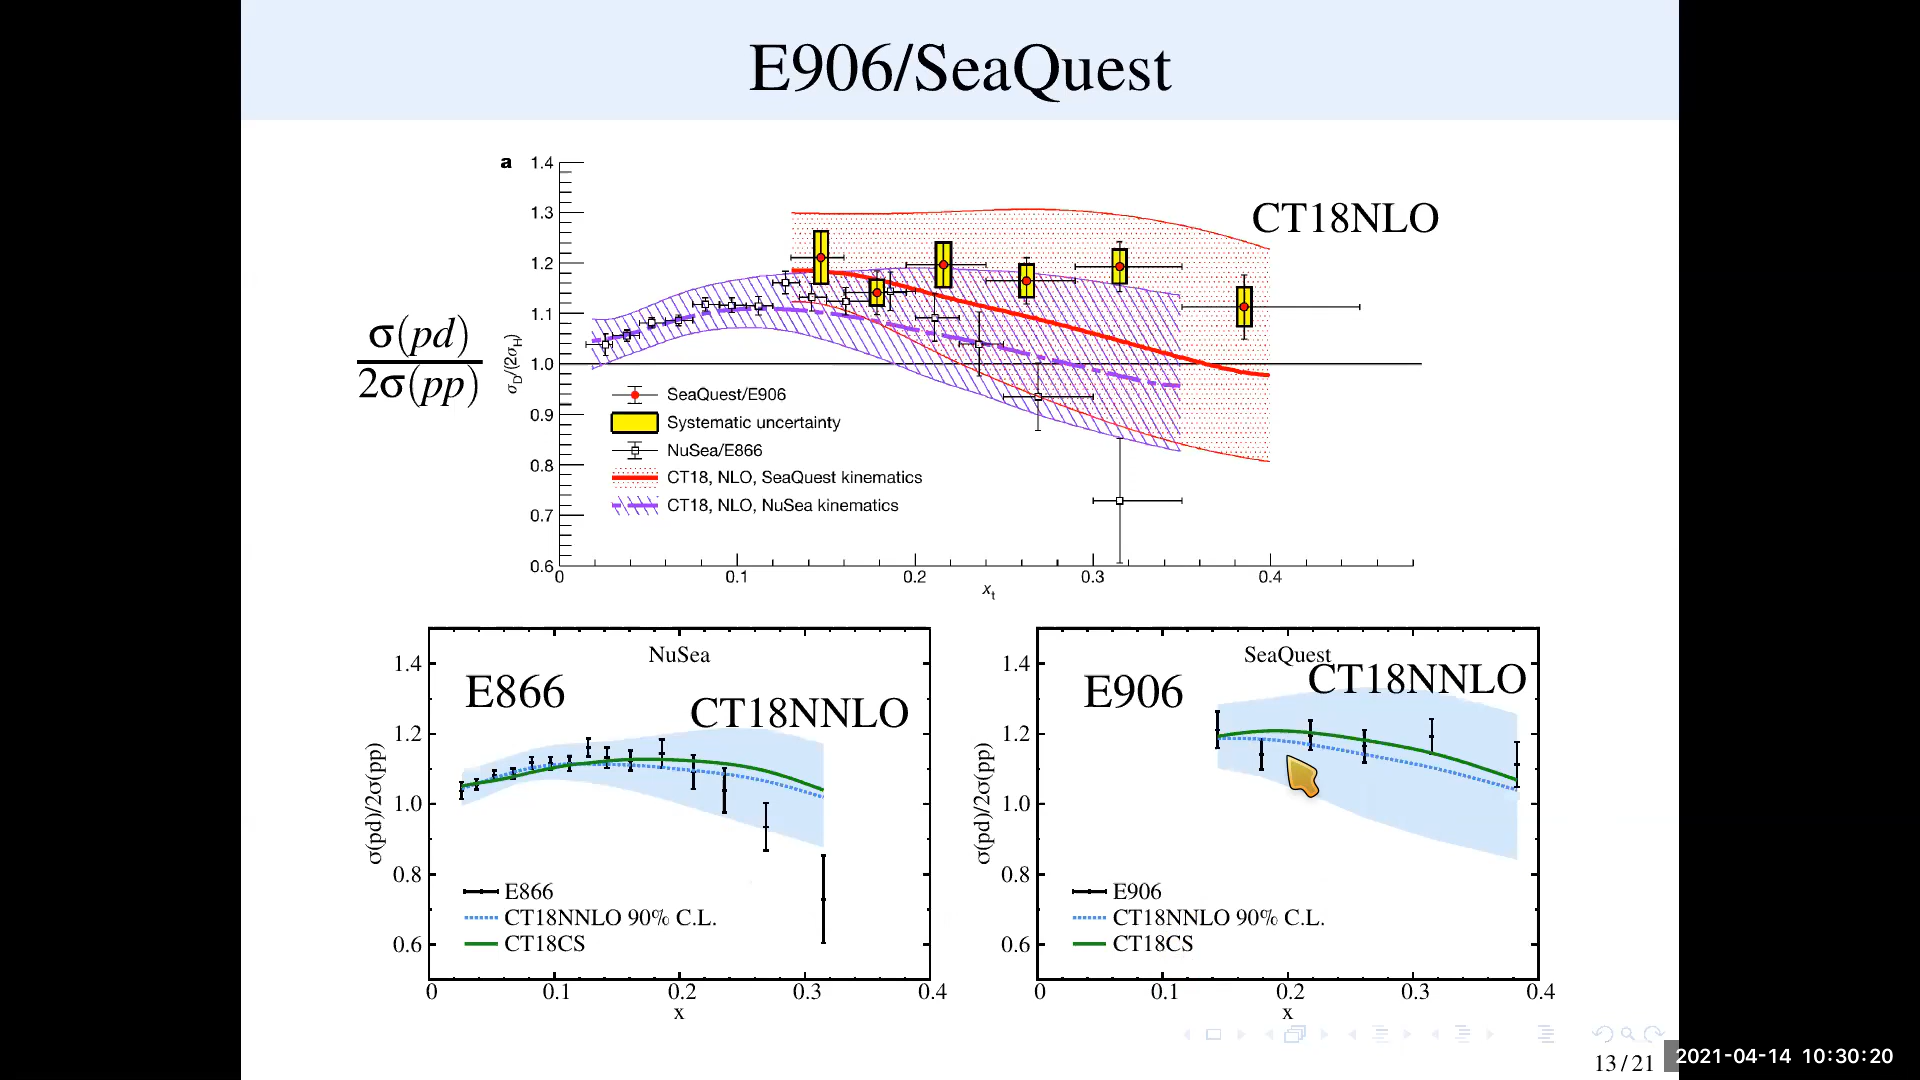 E906/SeaQuest
a
1.4
1.3
1.2
1.1
1.0
0.9
0.8
0.7
0.6
0 0.1 0.2 0.3 0.4
x_t
σ_D/(2σ_H)
σ(pd)
2σ(pp)
CT18NLO
SeaQuest/E906
Systematic uncertainty
NuSea/E866
CT18, NLO, SeaQuest kinematics
CT18, NLO, NuSea kinematics
NuSea
E866
CT18NNLO
1.4
1.2
1.0
0.8
0.6
σ(pd)/2σ(pp)
E866
CT18NNLO 90% C.L.
CT18CS
0 0.1 0.2 0.3 0.4
x
SeaQuest
E906
CT18NNLO
1.4
1.2
1.0
0.8
0.6
σ(pd)/2σ(pp)
E906
CT18NNLO 90% C.L.
CT18CS
0 0.1 0.2 0.3 0.4
x
13 / 21
2021-04-14 10:30:20